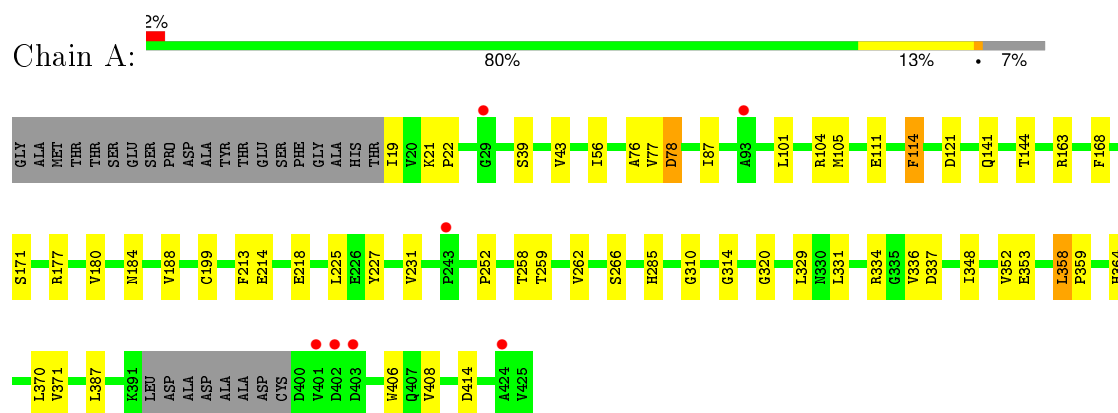 2%
Chain A:
80% 13% • 7%
GLY ALA MET THR THR SER GLU SER PRO ASP ALA TYR THR GLU SER PHE GLY ALA HIS THR I19 V20 K21 P22 G29 S39 V43 I56 A76 V77 D78 I87 A93 L101 R104 M105 E111 F114 D121 Q141 T144 R163 F168
S171 R177 V180 N184 V188 C199 F213 E214 E218 L225 E226 Y227 V231 P243 P252 T258 T259 V262 S266 H285 G310 G314 G320 L329 N330 L331 R334 G335 V336 D337 I348 V352 E353 L358 P359 H364
L370 V371 L387 K391 LEU ASP ALA ASP ALA ALA ASP CYS D400 V401 D402 D403 W406 Q407 V408 D414 A424 V425